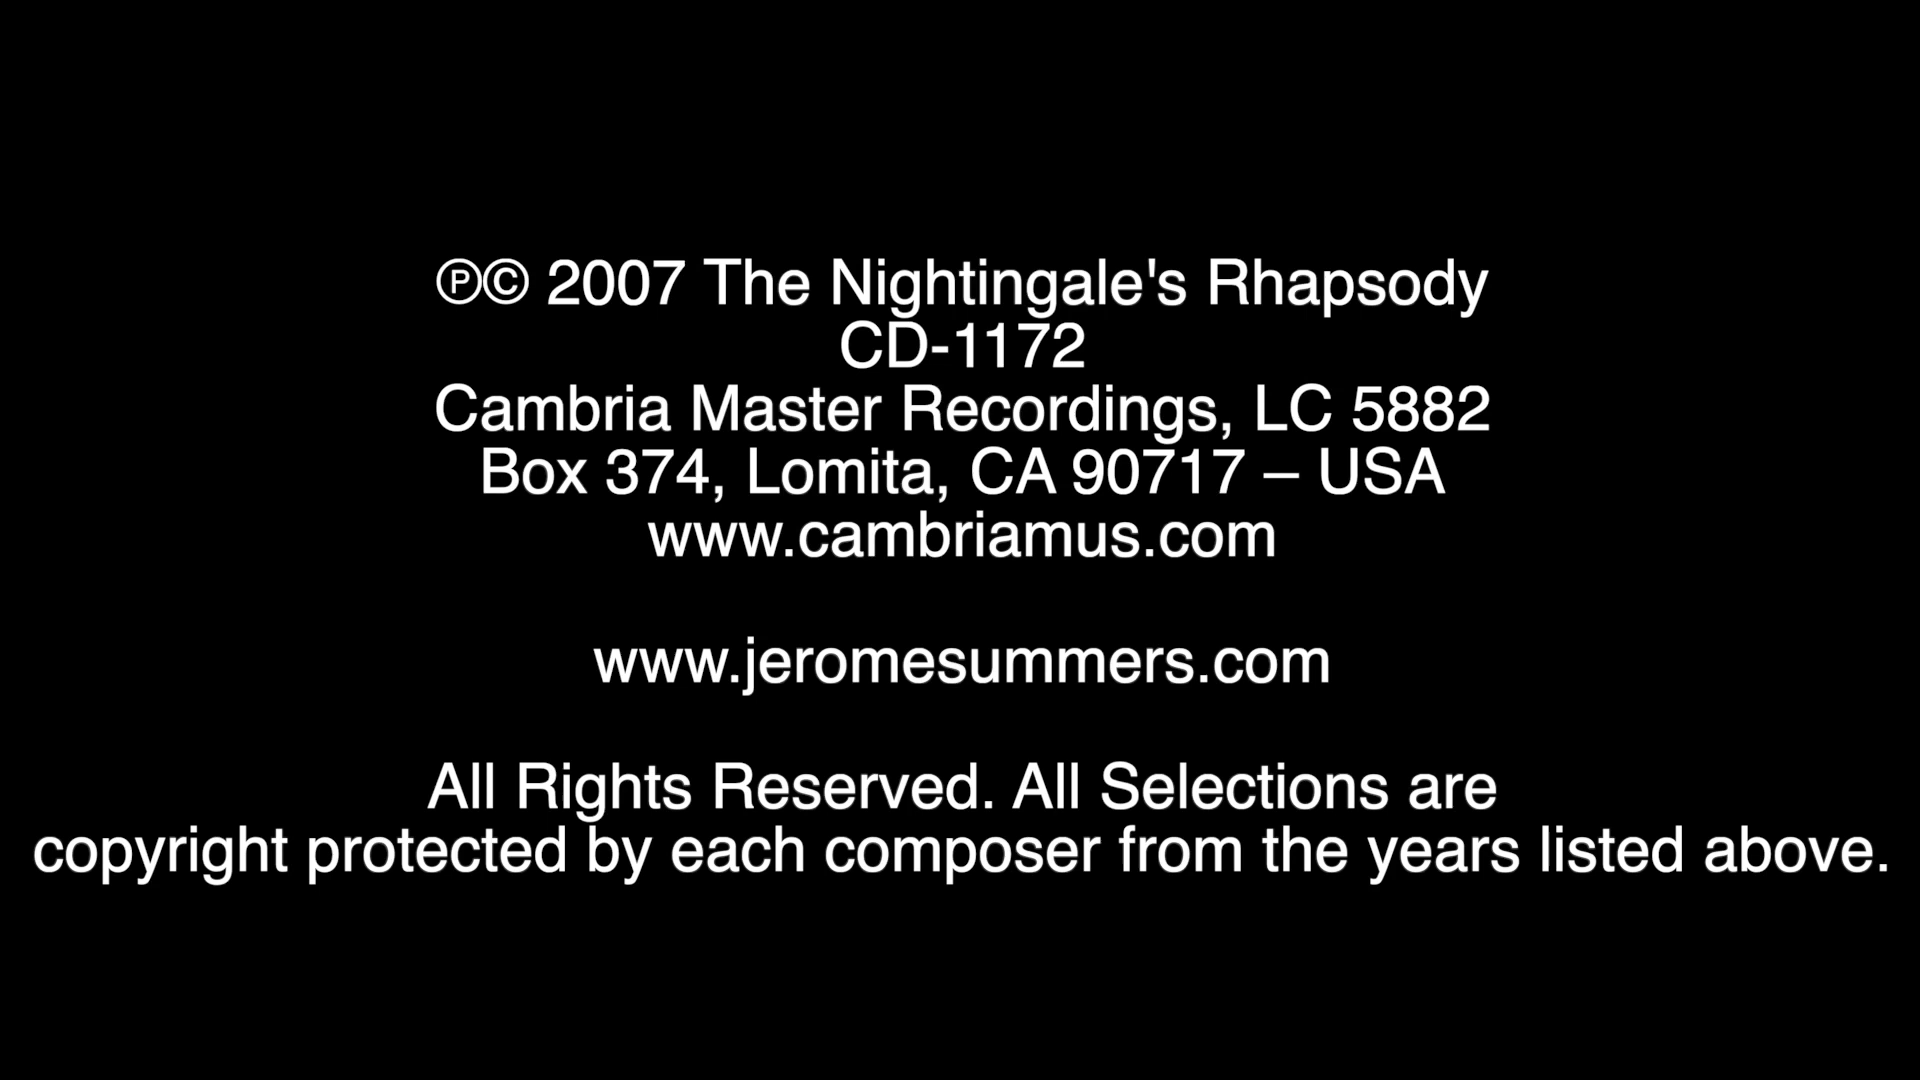 ℗© 2007 The Nightingale's Rhapsody
CD-1172
Cambria Master Recordings, LC 5882
Box 374, Lomita, CA 90717 – USA
www.cambriamus.com
www.jeromesummers.com
All Rights Reserved. All Selections are
copyright protected by each composer from the years listed above.